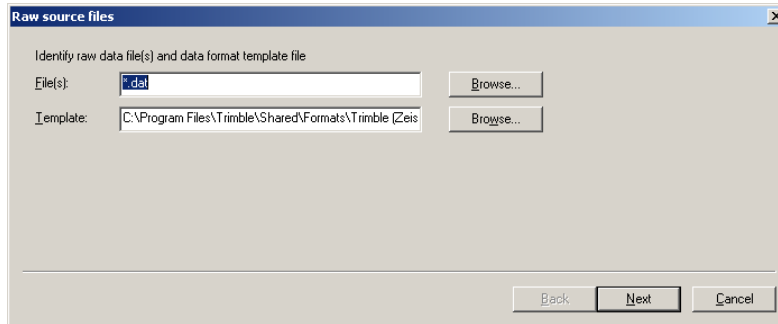 Raw source files
Identify raw data file(s) and data format template file
File(s): *.dat Browse...
Template: C:\Program Files\Trimble\Shared\Formats\Trimble (Zeis Browse...
Back Next Cancel